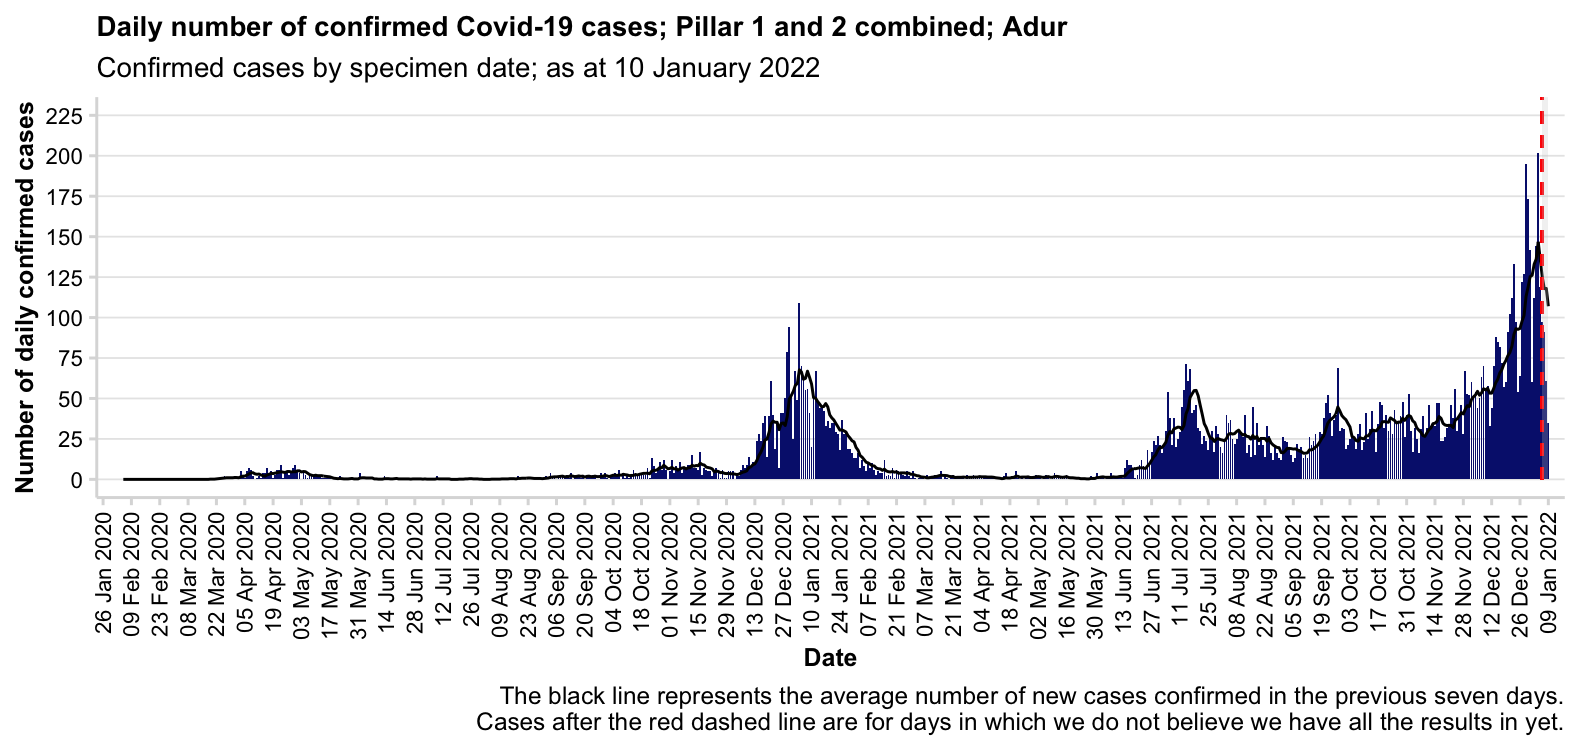 Daily number of confirmed Covid-19 cases; Pillar 1 and 2 combined; Adur
Confirmed cases by specimen date; as at 10 January 2022
Number of daily confirmed cases
225
200
175
150
125
100
75
50
25
0
26 Jan 2020
09 Feb 2020
23 Feb 2020
08 Mar 2020
22 Mar 2020
05 Apr 2020
19 Apr 2020
03 May 2020
17 May 2020
31 May 2020
14 Jun 2020
28 Jun 2020
12 Jul 2020
26 Jul 2020
09 Aug 2020
23 Aug 2020
06 Sep 2020
20 Sep 2020
04 Oct 2020
18 Oct 2020
01 Nov 2020
15 Nov 2020
29 Nov 2020
13 Dec 2020
27 Dec 2020
10 Jan 2021
24 Jan 2021
07 Feb 2021
21 Feb 2021
07 Mar 2021
21 Mar 2021
04 Apr 2021
18 Apr 2021
02 May 2021
16 May 2021
30 May 2021
13 Jun 2021
27 Jun 2021
11 Jul 2021
25 Jul 2021
08 Aug 2021
22 Aug 2021
05 Sep 2021
19 Sep 2021
03 Oct 2021
17 Oct 2021
31 Oct 2021
14 Nov 2021
28 Nov 2021
12 Dec 2021
26 Dec 2021
09 Jan 2022
Date
The black line represents the average number of new cases confirmed in the previous seven days.
Cases after the red dashed line are for days in which we do not believe we have all the results in yet.